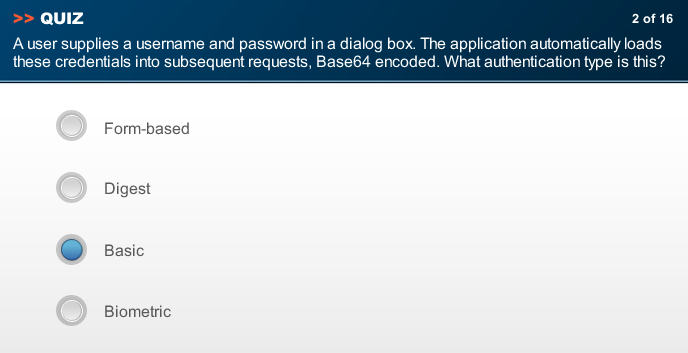 >> QUIZ
2 of 16
A user supplies a username and password in a dialog box. The application automatically loads
these credentials into subsequent requests, Base64 encoded. What authentication type is this?
Form-based
Digest
Basic
Biometric